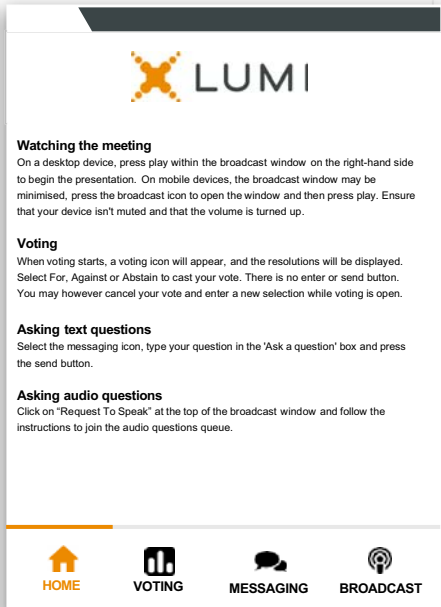 LUMI
Watching the meeting
On a desktop device, press play within the broadcast window on the right-hand side
to begin the presentation. On mobile devices, the broadcast window may be
minimised, press the broadcast icon to open the window and then press play. Ensure
that your device isn't muted and that the volume is turned up.
Voting
When voting starts, a voting icon will appear, and the resolutions will be displayed.
Select For, Against or Abstain to cast your vote. There is no enter or send button.
You may however cancel your vote and enter a new selection while voting is open.
Asking text questions
Select the messaging icon, type your question in the 'Ask a question' box and press
the send button.
Asking audio questions
Click on “Request To Speak” at the top of the broadcast window and follow the
instructions to join the audio questions queue.
HOME VOTING MESSAGING BROADCAST